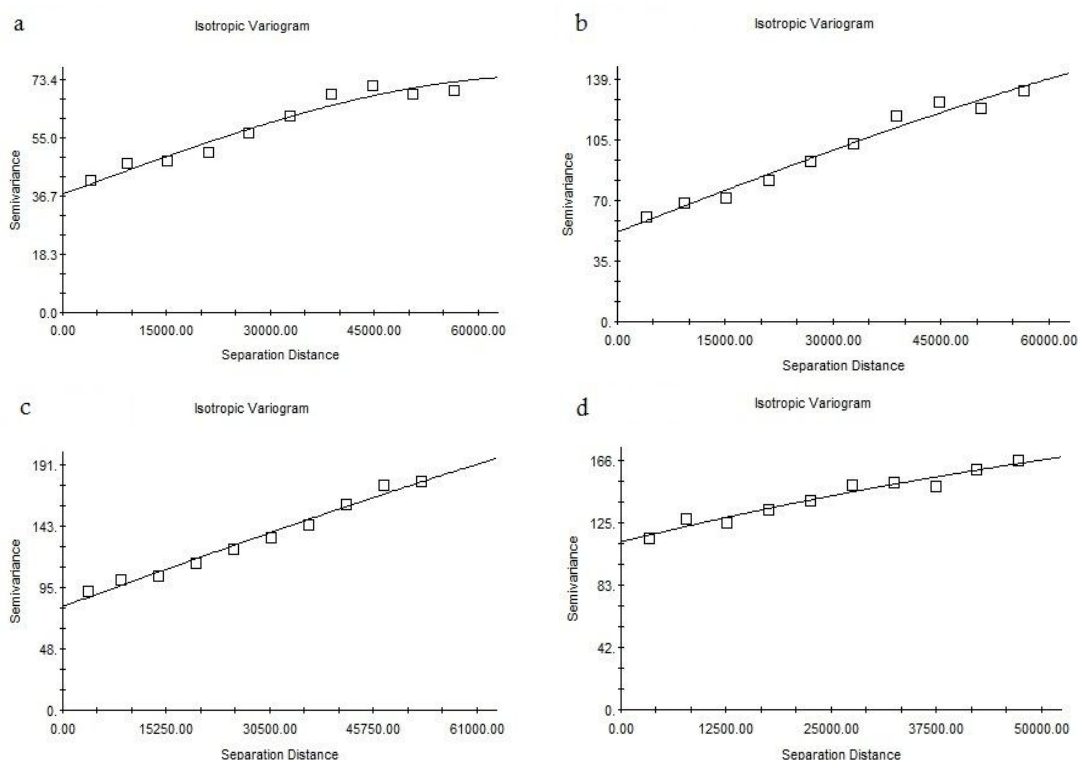 a
Isotropic Variogram
73.4
55.0
36.7
18.3
0.0
Semivariance
0.00 15000.00 30000.00 45000.00 60000.00
Separation Distance
b
Isotropic Variogram
139.
105.
70.
35.
0.
Semivariance
0.00 15000.00 30000.00 45000.00 60000.00
Separation Distance
c
Isotropic Variogram
191.
143.
95.
48.
0.
Semivariance
0.00 15250.00 30500.00 45750.00 61000.00
Separation Distance
d
Isotropic Variogram
166.
125.
83.
42.
0.
Semivariance
0.00 12500.00 25000.00 37500.00 50000.00
Separation Distance